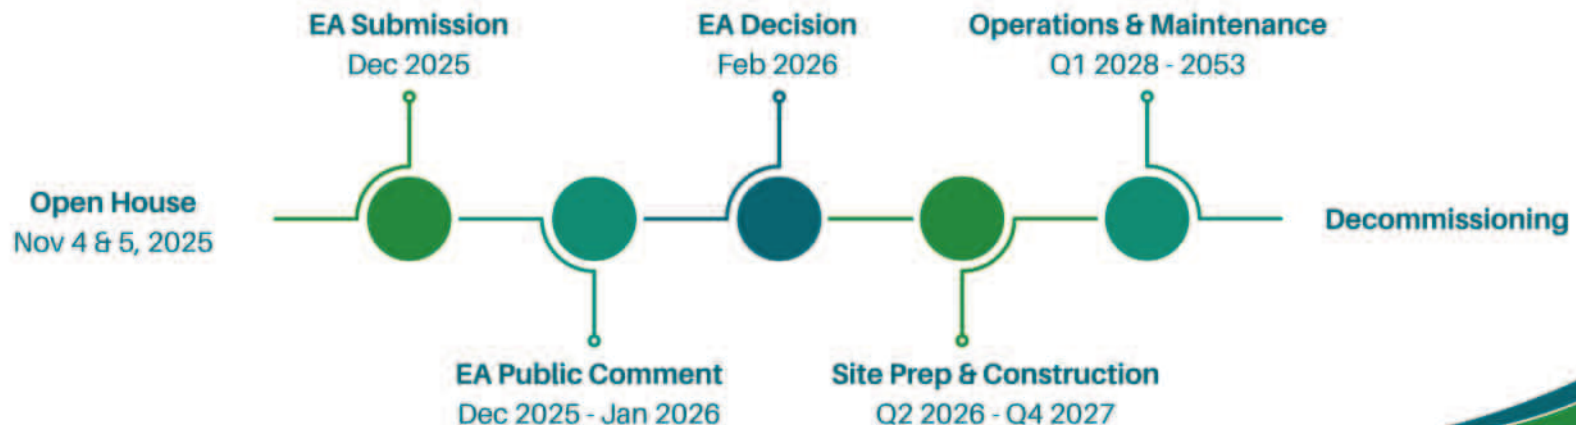 Open House
Nov 4 & 5, 2025
EA Submission
Dec 2025
EA Public Comment
Dec 2025 - Jan 2026
EA Decision
Feb 2026
Site Prep & Construction
Q2 2026 - Q4 2027
Operations & Maintenance
Q1 2028 - 2053
Decommissioning